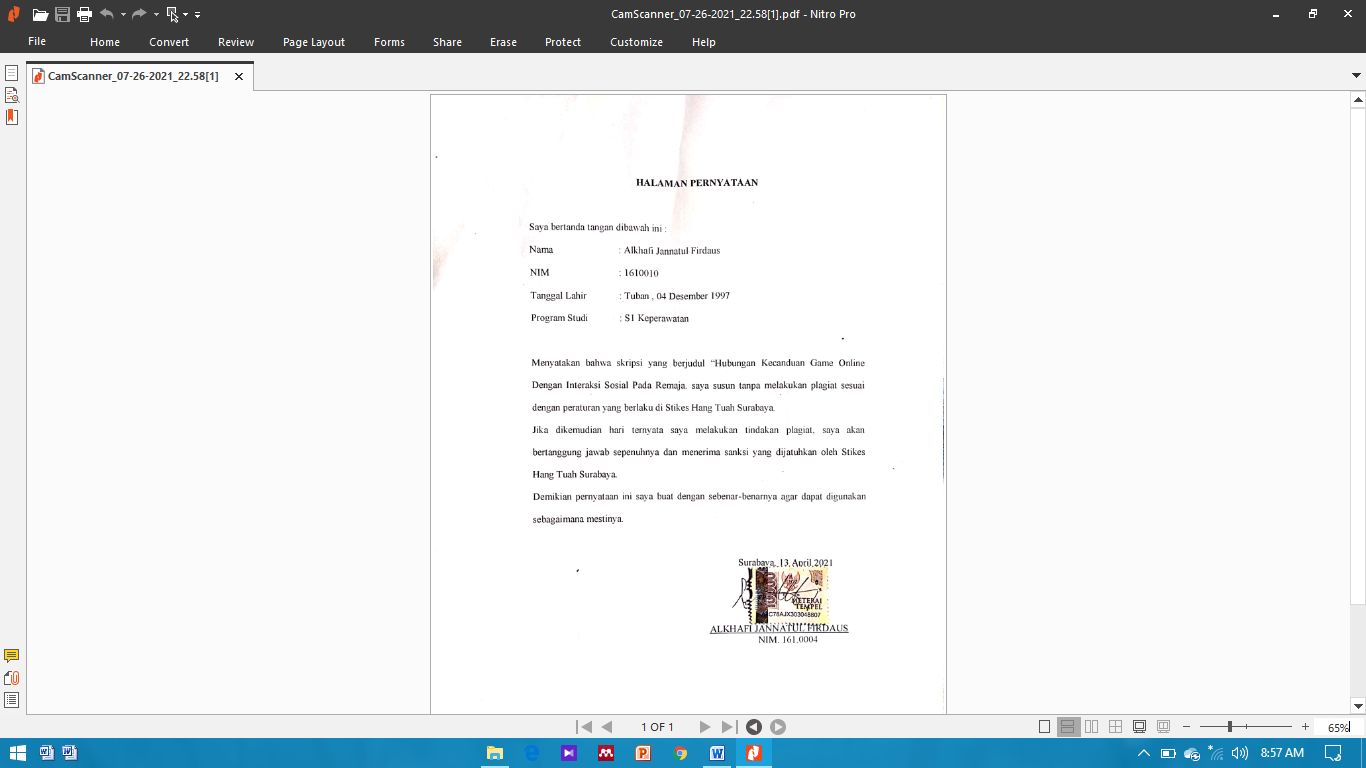 CamScanner_07-26-2021_22.58[1].pdf - Nitro Pro
File Home Convert Review Page Layout Forms Share Erase Protect Customize Help
CamScanner_07-26-2021_22.58[1]
HALAMAN PERNYATAAN
Saya bertanda tangan dibawah ini :
Nama : Alkhafi Jannatul Firdaus
NIM : 1610010
Tanggal Lahir : Tuban , 04 Desember 1997
Program Studi : S1 Keperawatan
Menyatakan bahwa skripsi yang berjudul “Hubungan Kecanduan Game Online
Dengan Interaksi Sosial Pada Remaja. saya susun tanpa melakukan plagiat sesuai
dengan peraturan yang berlaku di Stikes Hang Tuah Surabaya.
Jika dikemudian hari ternyata saya melakukan tindakan plagiat, saya akan
bertanggung jawab sepenuhnya dan menerima sanksi yang dijatuhkan oleh Stikes
Hang Tuah Surabaya.
Demikian pernyataan ini saya buat dengan sebenar-benarnya agar dapat digunakan
sebagaimana mestinya.
Surabaya, 13 April 2021
METERAI
TEMPEL
ALKHAFI JANNATUL FIRDAUS
NIM. 161.0004
1 OF 1
65%
8:57 AM